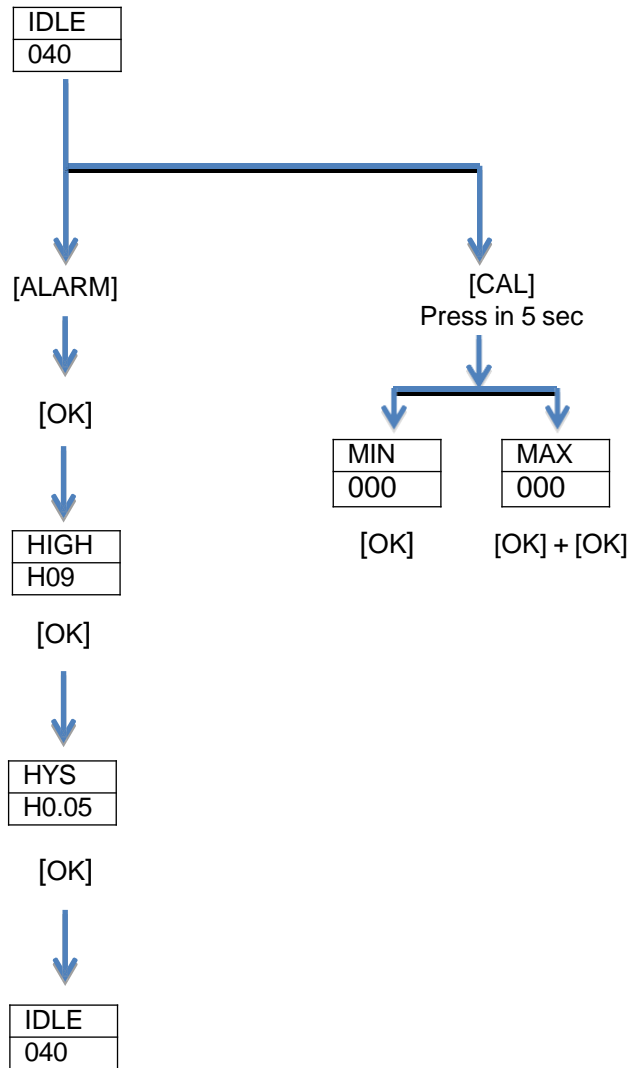 IDLE
040
[ALARM]
[CAL]
Press in 5 sec
[OK]
MIN
000
MAX
000
[OK]
[OK] + [OK]
HIGH
H09
[OK]
HYS
H0.05
[OK]
IDLE
040